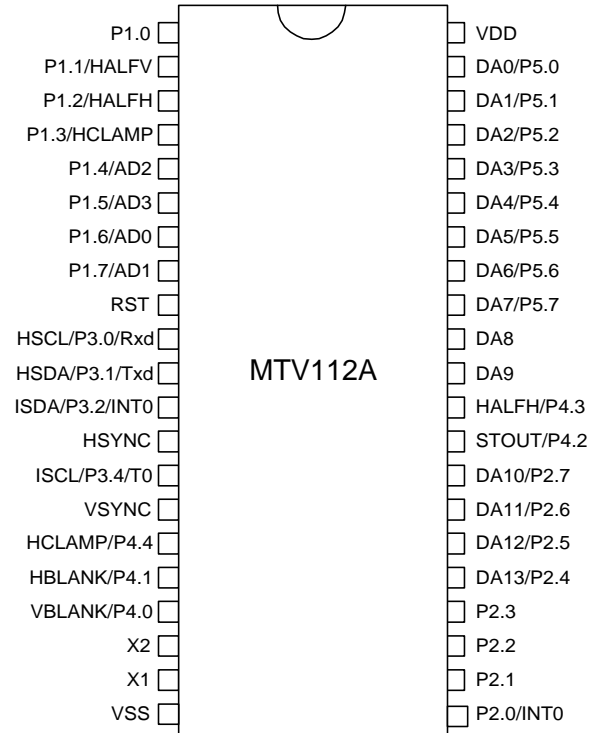 P1.0 VDD
P1.1/HALFV DA0/P5.0
P1.2/HALFH DA1/P5.1
P1.3/HCLAMP DA2/P5.2
P1.4/AD2 DA3/P5.3
P1.5/AD3 DA4/P5.4
P1.6/AD0 DA5/P5.5
P1.7/AD1 DA6/P5.6
RST DA7/P5.7
HSCL/P3.0/Rxd DA8
HSDA/P3.1/Txd MTV112A DA9
ISDA/P3.2/INT0 HALFH/P4.3
HSYNC STOUT/P4.2
ISCL/P3.4/T0 DA10/P2.7
VSYNC DA11/P2.6
HCLAMP/P4.4 DA12/P2.5
HBLANK/P4.1 DA13/P2.4
VBLANK/P4.0 P2.3
X2 P2.2
X1 P2.1
VSS P2.0/INT0